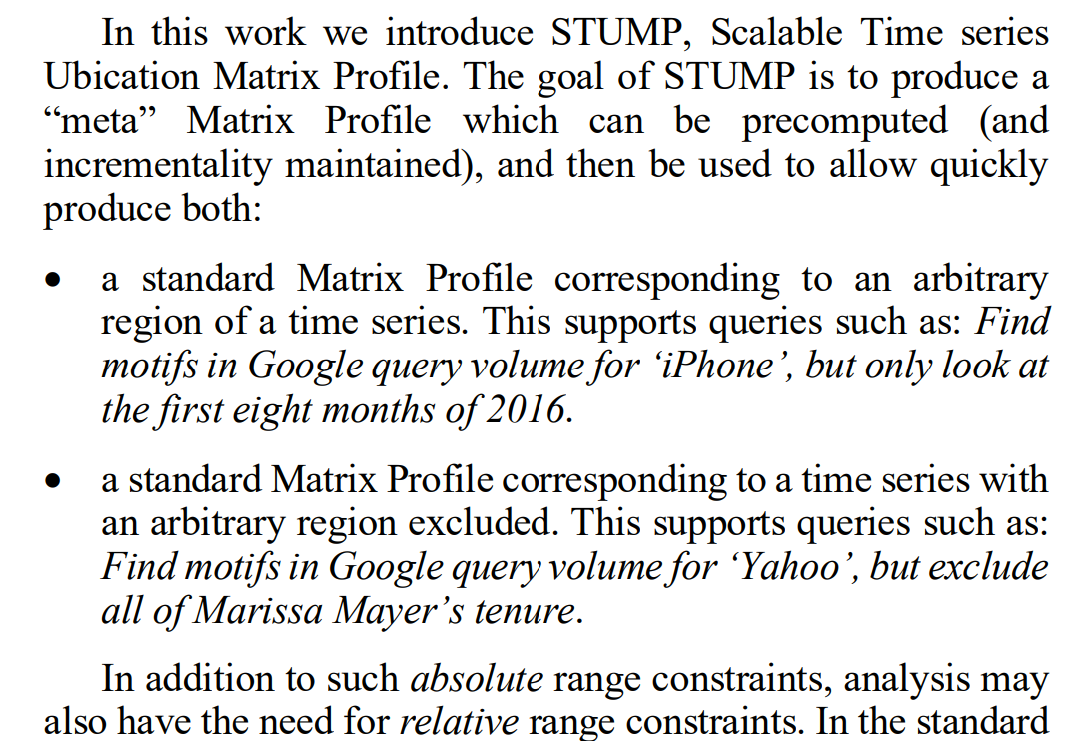 In this work we introduce STUMP, Scalable Time series
Ubication Matrix Profile. The goal of STUMP is to produce a
“meta” Matrix Profile which can be precomputed (and
incrementality maintained), and then be used to allow quickly
produce both:
• a standard Matrix Profile corresponding to an arbitrary
region of a time series. This supports queries such as: Find
motifs in Google query volume for ‘iPhone’, but only look at
the first eight months of 2016.
• a standard Matrix Profile corresponding to a time series with
an arbitrary region excluded. This supports queries such as:
Find motifs in Google query volume for ‘Yahoo’, but exclude
all of Marissa Mayer’s tenure.
In addition to such absolute range constraints, analysis may
also have the need for relative range constraints. In the standard